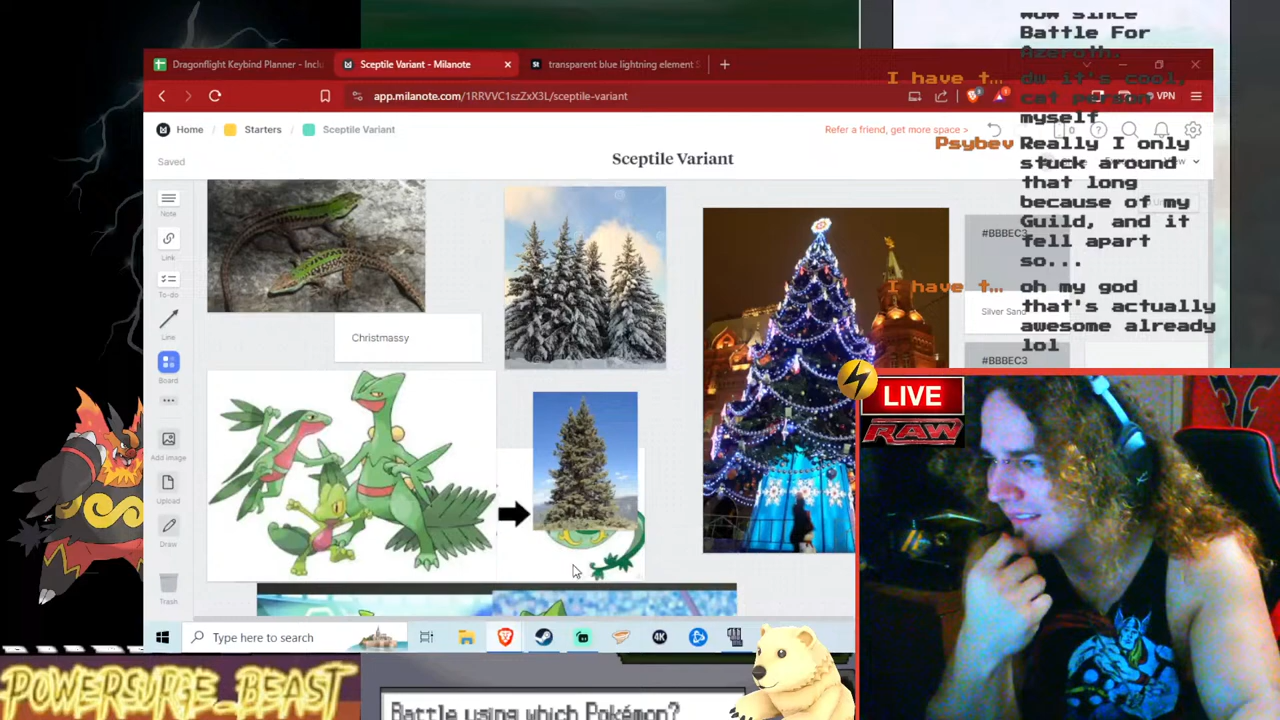 Dragonflight Keybind Planner - Inclu
Sceptile Variant - Milanote
transparent blue lightning element
app.milanote.com/1RRVVC1szZxX3L/sceptile-variant
VPN
Home
Starters
Sceptile Variant
Refer a friend, get more space >
Saved
Sceptile Variant
Note
Link
To-do
Line
Board
Add image
Upload
Draw
Trash
Christmassy
#BBBEC3
Silver Sand
#BBBEC3
wow since
Battle For
Azeroth.
I have t... dw it's cool,
cat person
myself
Psybev Really I only
stuck around
that long
because of my
Guild, and it
fell apart
so...
I have t... oh my god
that's actually
awesome already
lol
LIVE
RAW
Type here to search
4K
POWERSURGE_BEAST
Battle using which Pokémon?